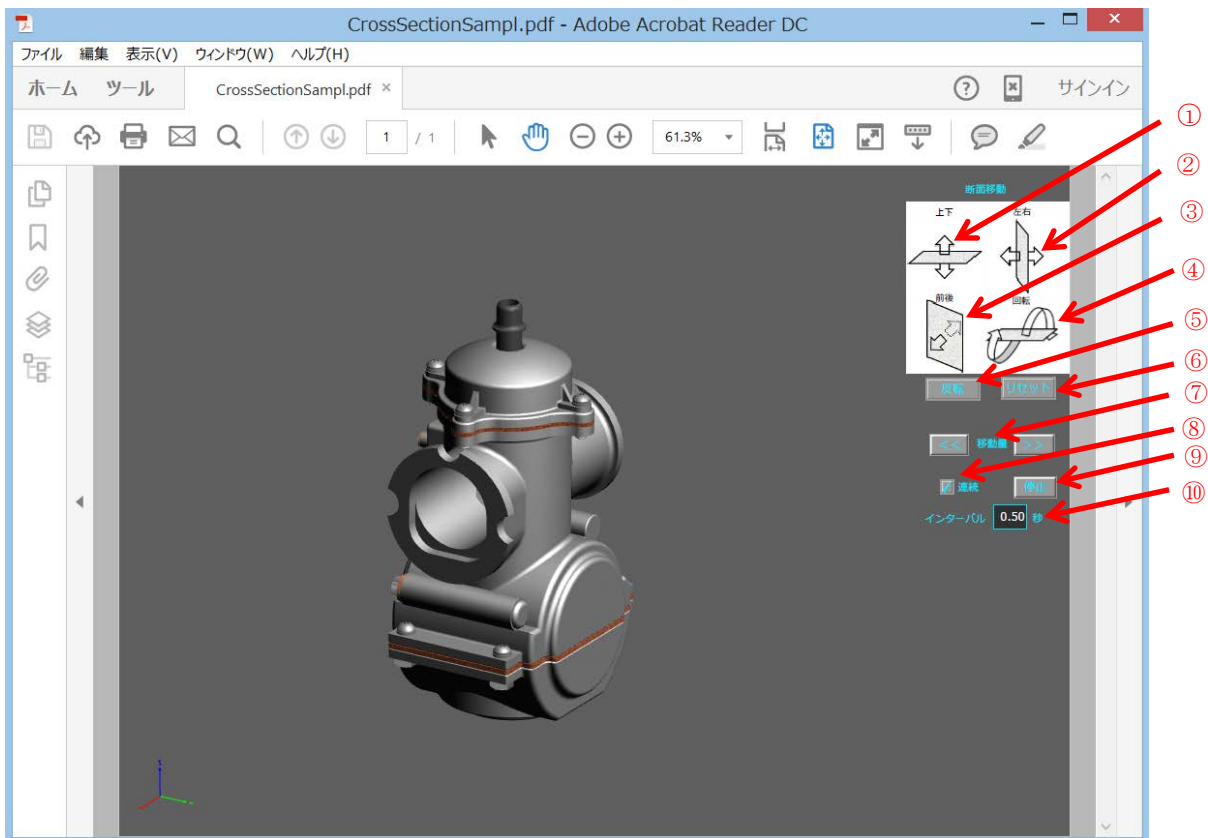 CrossSectionSampl.pdf - Adobe Acrobat Reader DC
ファイル 編集 表示(V) ウィンドウ(W) ヘルプ(H)
ホーム ツール CrossSectionSampl.pdf × サインイン
1 / 1 61.3%
①
②
③
④
⑤
⑥
⑦
⑧
⑨
⑩
断面移動
上下 左右
前後 回転
反転 リセット
<< 移動量 >>
連続 停止
インターバル 0.50 秒